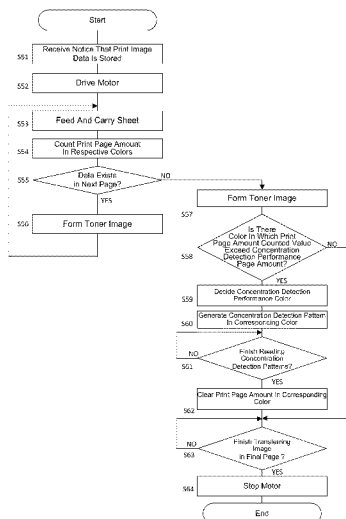 Start
S51
Receive Notice That Print Image
Data Is Stored
S52
Drive Motor
S53
Feed And Carry Sheet
S54
Count Print Page Amount
In Respective Colors
S55
Data Exists
in Next Page?
NO
YES
S56
Form Toner Image
Form Toner Image
S57
Is There
Color In Which Print
Page Amount Counted Value
Exceed Concentration
Detection Performance
Page Amount?
NO
S58
YES
Decide Concentration Detection
Performance Color
S59
Generate Concentration Detection Pattern
In Corresponding Color
S60
NO
Finish Reading
Concentration
Detection Patterns?
S61
YES
Clear Print Page Amount In Corresponding
Color
S62
NO
Finish Transferring
Image
in Final Page ?
S63
YES
Stop Motor
S64
End